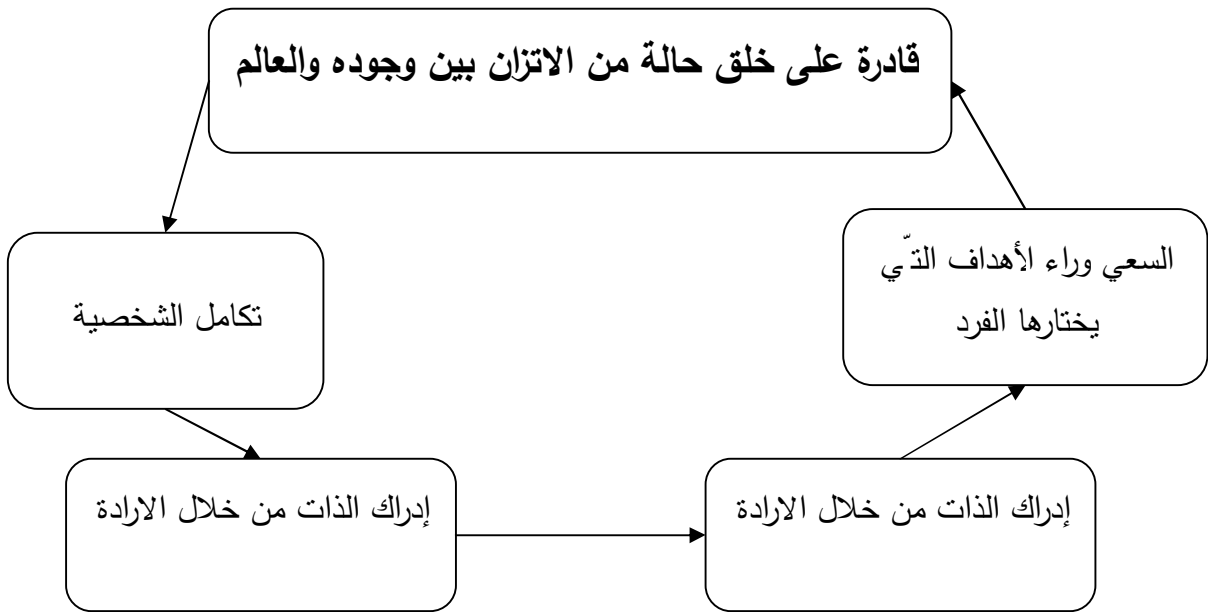 قادرة على خلق حالة من الاتزان بين وجوده والعالم
السعي وراء لأهداف التّي
يختارها الفرد
تكامل الشخصية
إدراك الذات من خلال الارادة
إدراك الذات من خلال الارادة